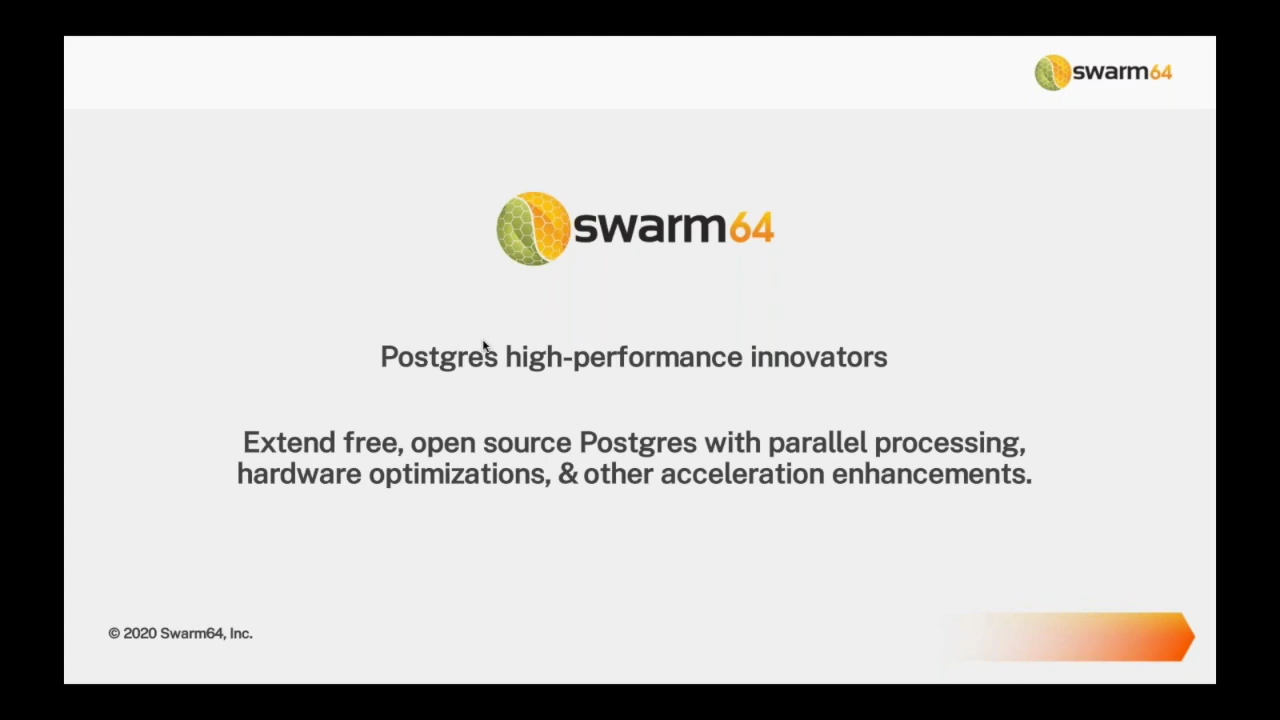 swarm64
swarm64
Postgres high-performance innovators
Extend free, open source Postgres with parallel processing,
hardware optimizations, & other acceleration enhancements.
© 2020 Swarm64, Inc.